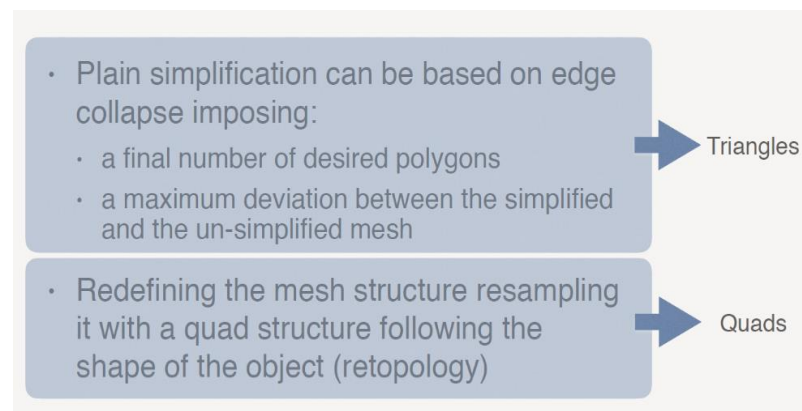 · Plain simplification can be based on edge
collapse imposing:
· a final number of desired polygons
· a maximum deviation between the simplified
and the un-simplified mesh
Triangles
· Redefining the mesh structure resampling
it with a quad structure following the
shape of the object (retopology)
Quads